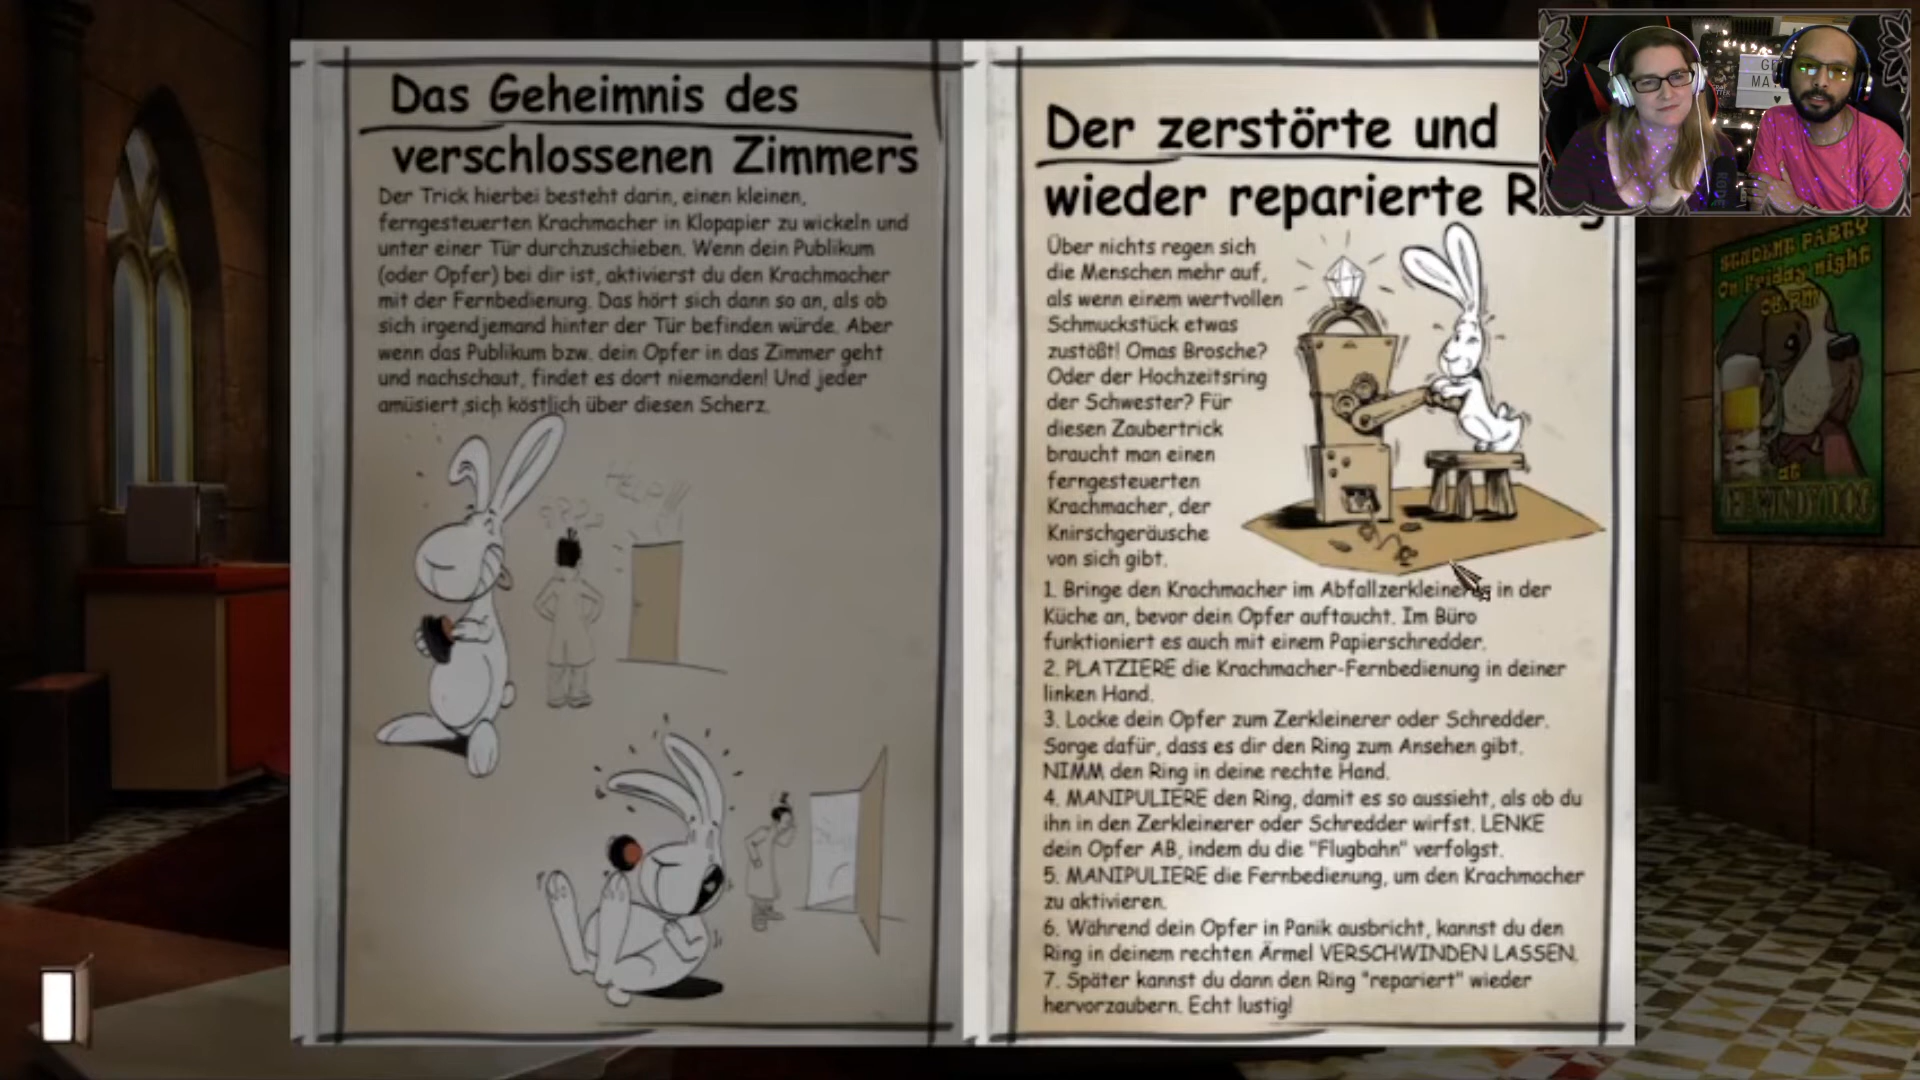 Das Geheimnis des
verschlossenen Zimmers
Der Trick hierbei besteht darin, einen kleinen,
ferngesteuerten Krachmacher in Klopapier zu wickeln und
unter einer Tür durchzuschieben. Wenn dein Publikum
(oder Opfer) bei dir ist, aktivierst du den Krachmacher
mit der Fernbedienung. Das hört sich dann so an, als ob
sich irgendjemand hinter der Tür befinden würde. Aber
wenn das Publikum bzw. dein Opfer in das Zimmer geht
und nachschaut, findet es dort niemanden! Und jeder
amüsiert sich köstlich über diesen Scherz.
HELP
????
Der zerstörte und
wieder reparierte
Über nichts regen sich
die Menschen mehr auf,
als wenn einem wertvollen
Schmuckstück etwas
zustößt! Omas Brosche?
Oder der Hochzeitsring
der Schwester? Für
diesen Zaubertrick
braucht man einen
ferngesteuerten
Krachmacher, der
Knirschgeräusche
von sich gibt.
1. Bringe den Krachmacher im Abfallzerkleinerer in der
Küche an, bevor dein Opfer auftaucht. Im Büro
funktioniert es auch mit einem Papierschredder.
2. PLATZIERE die Krachmacher-Fernbedienung in deiner
linken Hand.
3. Locke dein Opfer zum Zerkleinerer oder Schredder.
Sorge dafür, dass es dir den Ring zum Ansehen gibt.
NIMM den Ring in deine rechte Hand.
4. MANIPULIERE den Ring, damit es so aussieht, als ob du
ihn in den Zerkleinerer oder Schredder wirfst. LENKE
dein Opfer AB, indem du die "Flugbahn" verfolgst.
5. MANIPULIERE die Fernbedienung, um den Krachmacher
zu aktivieren.
6. Während dein Opfer in Panik ausbricht, kannst du den
Ring in deinem rechten Ärmel VERSCHWINDEN LASSEN.
7. Später kannst du dann den Ring "repariert" wieder
hervorzaubern. Echt lustig!
STUDENT PARTY
On Friday night
at
THE WINDY DOG
RØDE